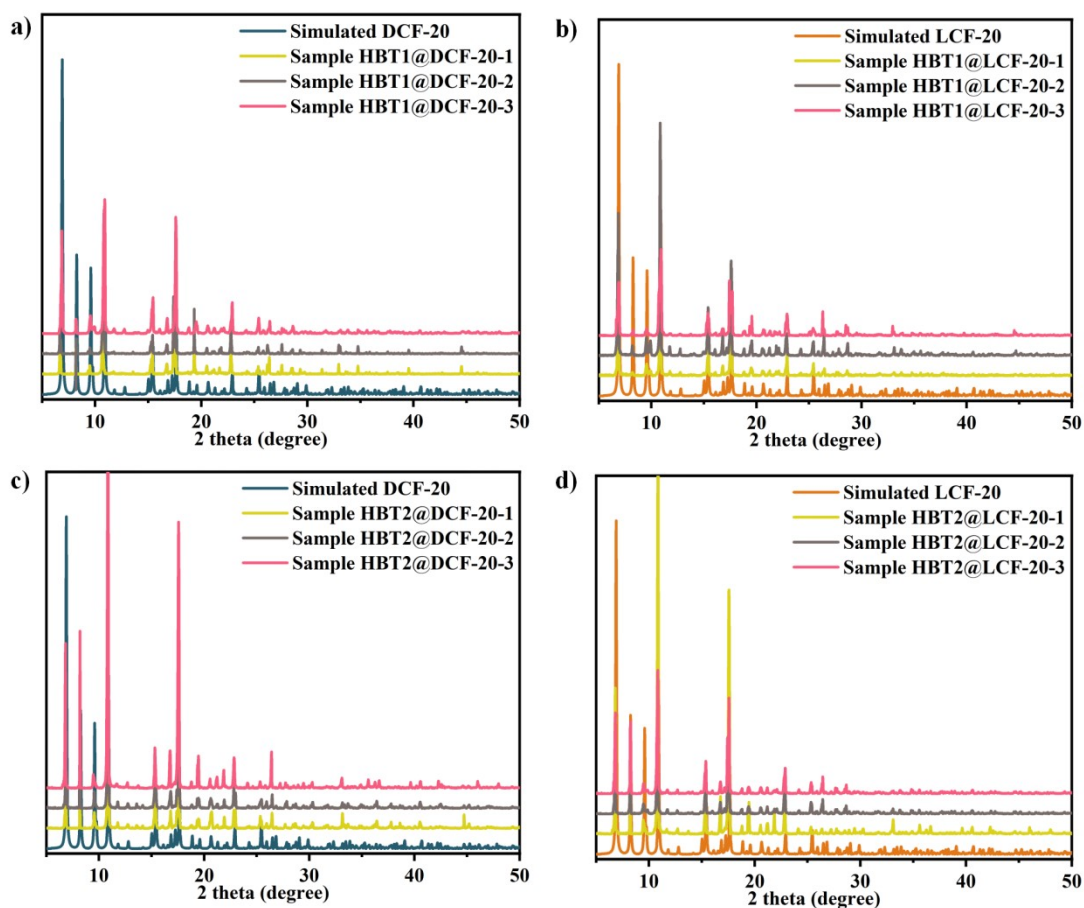 a)
Simulated DCF-20
Sample HBT1@DCF-20-1
Sample HBT1@DCF-20-2
Sample HBT1@DCF-20-3
10 20 30 40 50
2 theta (degree)
b)
Simulated LCF-20
Sample HBT1@LCF-20-1
Sample HBT1@LCF-20-2
Sample HBT1@LCF-20-3
10 20 30 40 50
2 theta (degree)
c)
Simulated DCF-20
Sample HBT2@DCF-20-1
Sample HBT2@DCF-20-2
Sample HBT2@DCF-20-3
10 20 30 40 50
2 theta (degree)
d)
Simulated LCF-20
Sample HBT2@LCF-20-1
Sample HBT2@LCF-20-2
Sample HBT2@LCF-20-3
10 20 30 40 50
2 theta (degree)